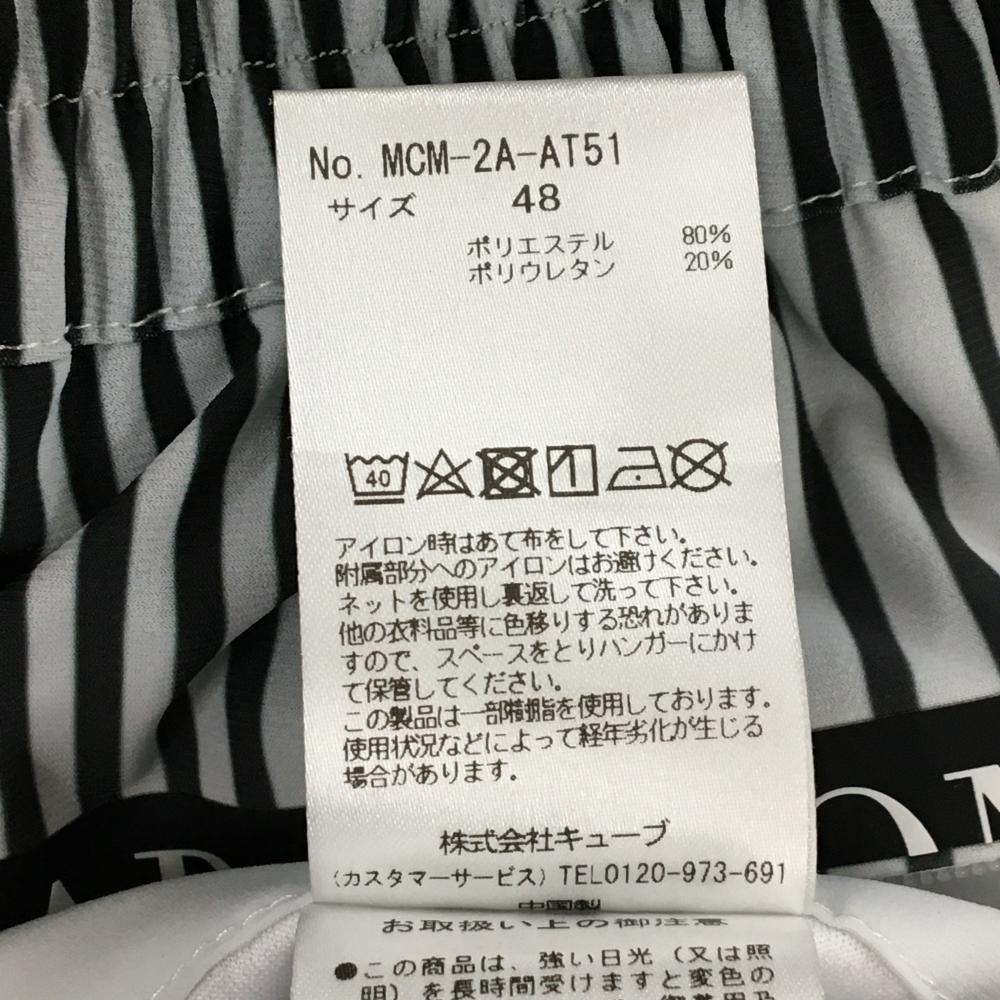 No. MCM-2A-AT51
サイズ 48
ポリエステル 80%
ポリウレタン 20%
40
アイロン時はあて布をして下さい。
附属部分へのアイロンはお避けください。
ネットを使用し裏返して洗って下さい。
他の衣料品等に色移りする恐れがありま
すので、スペースをとりハンガーにかけ
て保管してください。
この製品は一部樹脂を使用しております。
使用状況などによって経年劣化が生じる
場合があります。
株式会社キューブ
(カスタマーサービス) TEL0120-973-691
中国製
お取扱い上の御注意
●この商品は、強い日光(又は照
明)を長時間受けますと変色の